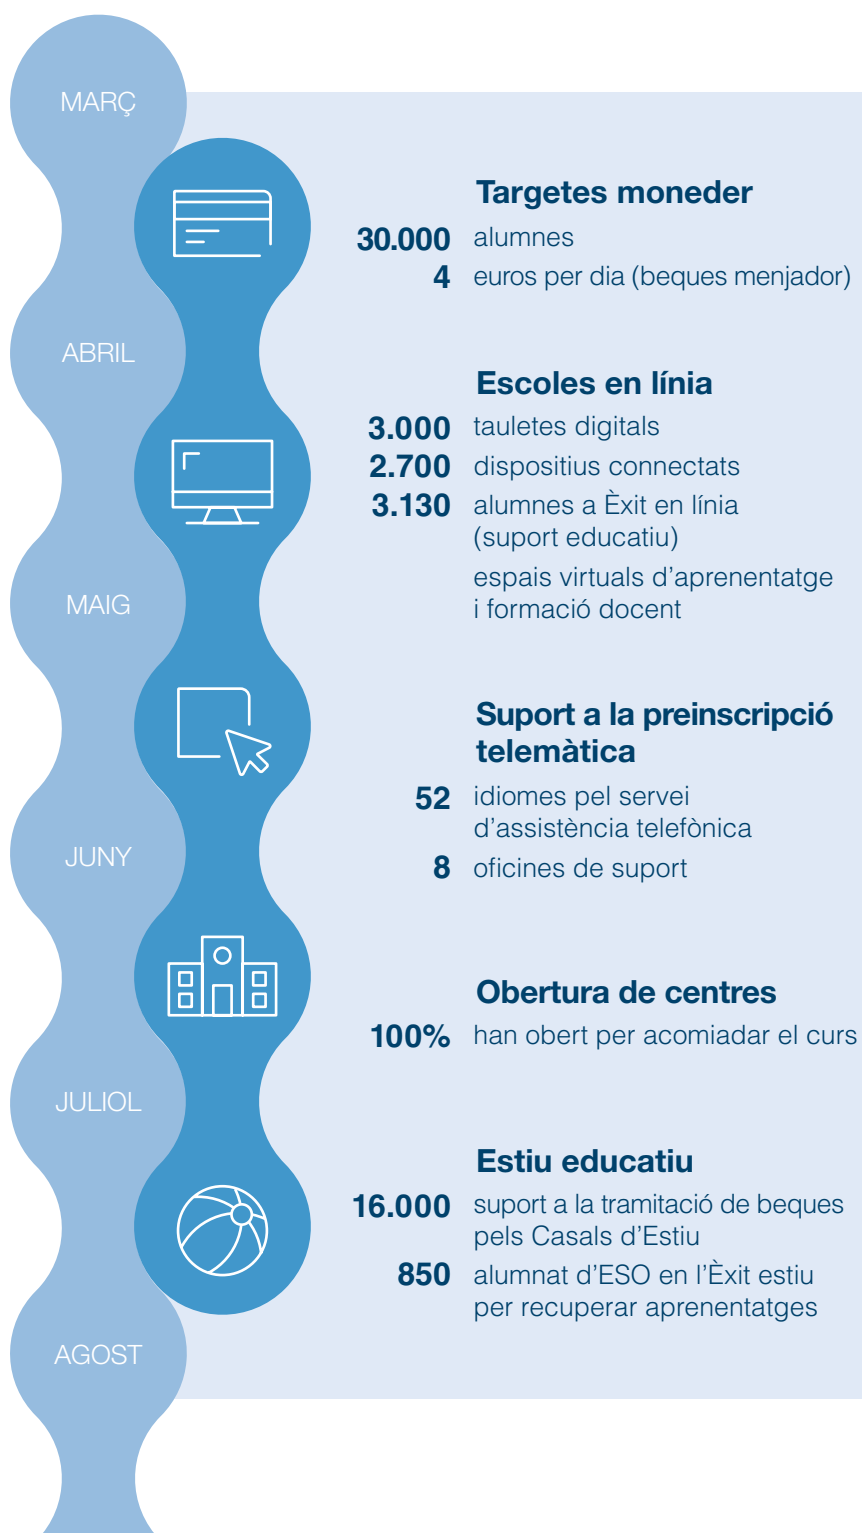 MARÇ
Targetes moneder
30.000 alumnes
4 euros per dia (beques menjador)
ABRIL
Escoles en línia
3.000 tauletes digitals
2.700 dispositius connectats
3.130 alumnes a Èxit en línia
(suport educatiu)
espais virtuals d’aprenentatge
i formació docent
MAIG
Suport a la preinscripció
telemàtica
52 idiomes pel servei
d’assistència telefònica
8 oficines de suport
JUNY
Obertura de centres
100% han obert per acomiadar el curs
JULIOL
Estiu educatiu
16.000 suport a la tramitació de beques
pels Casals d’Estiu
850 alumnat d’ESO en l’Èxit estiu
per recuperar aprenentatges
AGOST